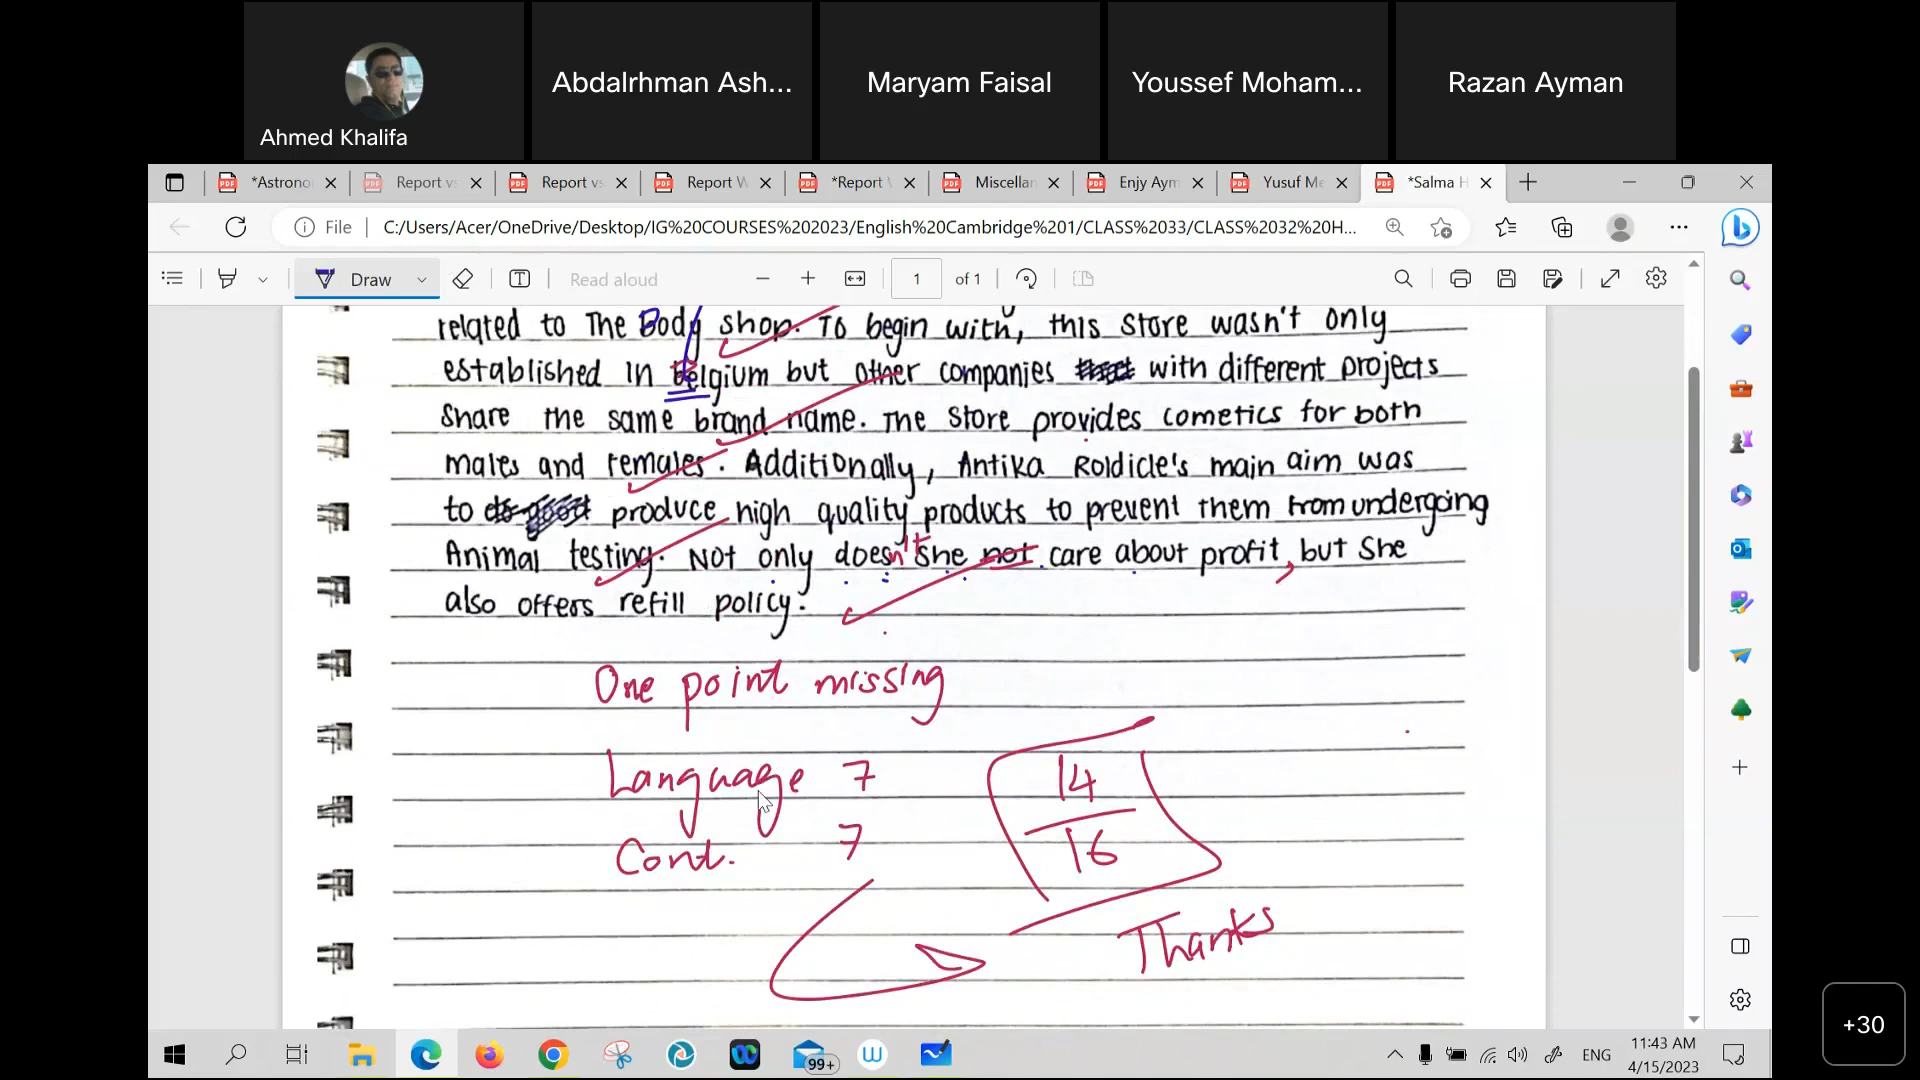 Abdalrhman Ash...
Maryam Faisal
Youssef Moham...
Razan Ayman
Ahmed Khalifa
*Astrono
Report vs
Report vs
Report W
*Report
Miscellan
Enjy Aym
Yusuf Me
*Salma H
File
C:/Users/Acer/OneDrive/Desktop/IG%20COURSES%202023/English%20Cambridge%201/CLASS%2033/CLASS%2032%20H...
Draw
Read aloud
1 of 1
related to The Body shop. To begin with, this store wasn't only
established in Belgium but other companies with different projects
share the same brand name. The store provides cometics for both
males and females. Additionally, Antika Roldicle's main aim was
to produce high quality products to prevent them from undergoing
Animal testing. Not only doesn't she not care about profit, but she
also offers refill policy.
One point missing
Language 7
Cont. 7
14
16
Thanks
+30
99+
ENG
11:43 AM
4/15/2023